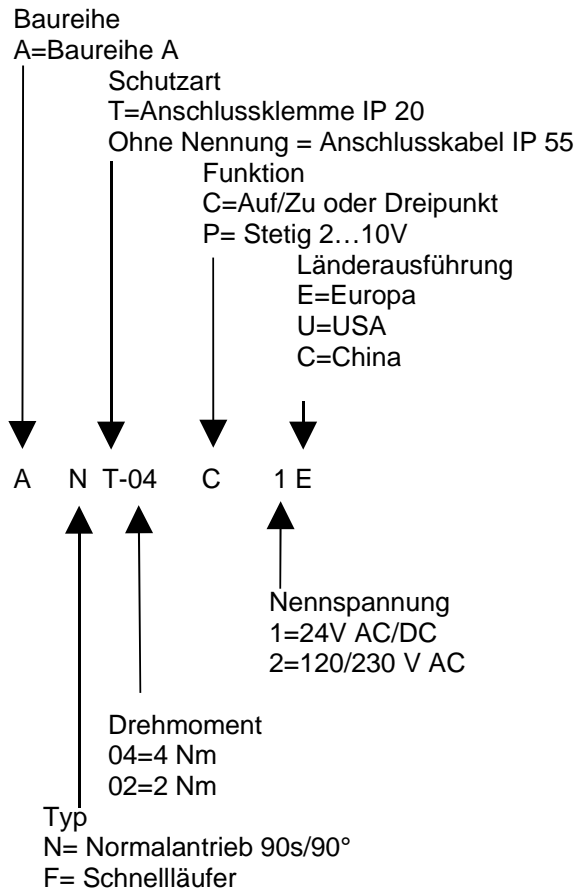 Baureihe
A=Baureihe A
Schutzart
T=Anschlussklemme IP 20
Ohne Nennung = Anschlusskabel IP 55
Funktion
C=Auf/Zu oder Dreipunkt
P= Stetig 2…10V
Länderausführung
E=Europa
U=USA
C=China
A N T-04 C 1 E
Nennspannung
1=24V AC/DC
2=120/230 V AC
Drehmoment
04=4 Nm
02=2 Nm
Typ
N= Normalantrieb 90s/90°
F= Schnellläufer